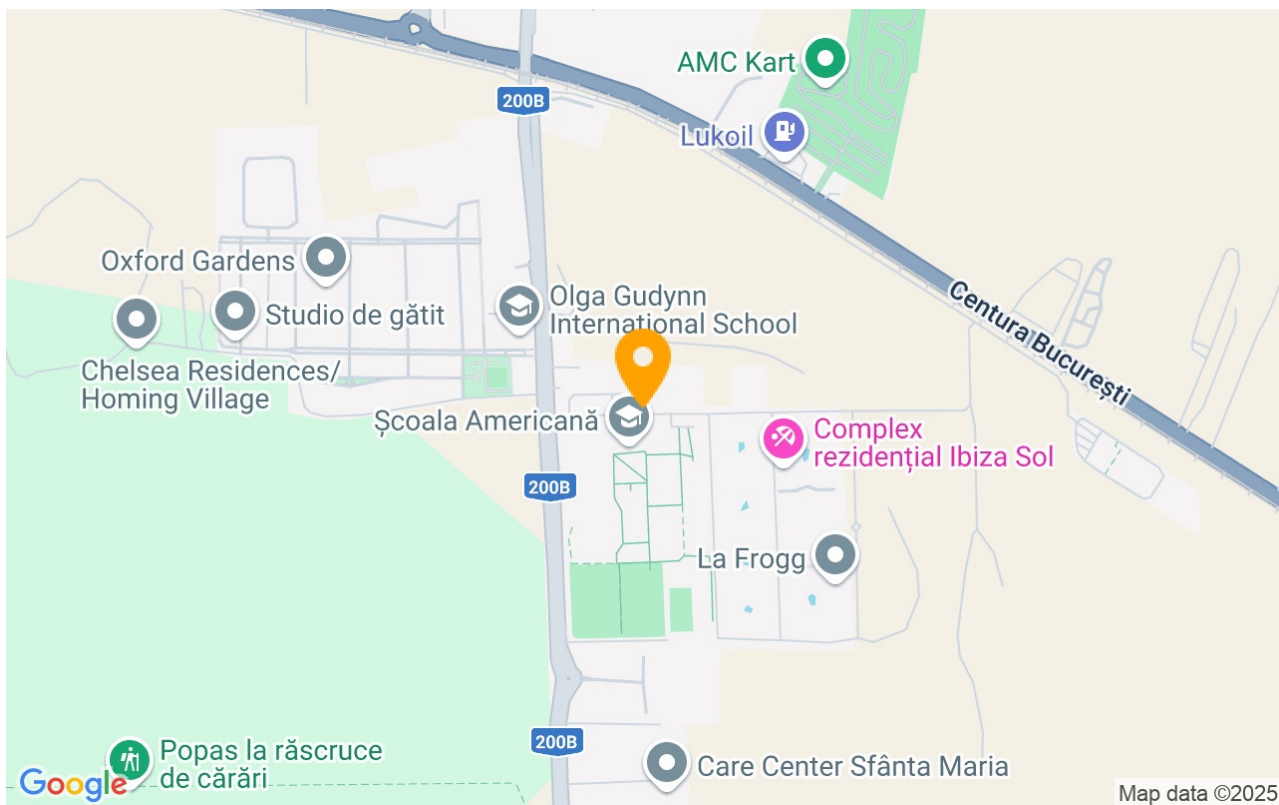 AMC Kart
200B
Lukoil
Oxford Gardens
Studio de gătit
Olga Gudynn
International School
Centura București
Chelsea Residences/
Homing Village
Școala Americană
Complex
rezidențial Ibiza Sol
200B
La Frogg
200B
Popas la răscruce
de cărări
Care Center Sfânta Maria
Google
Map data ©2025